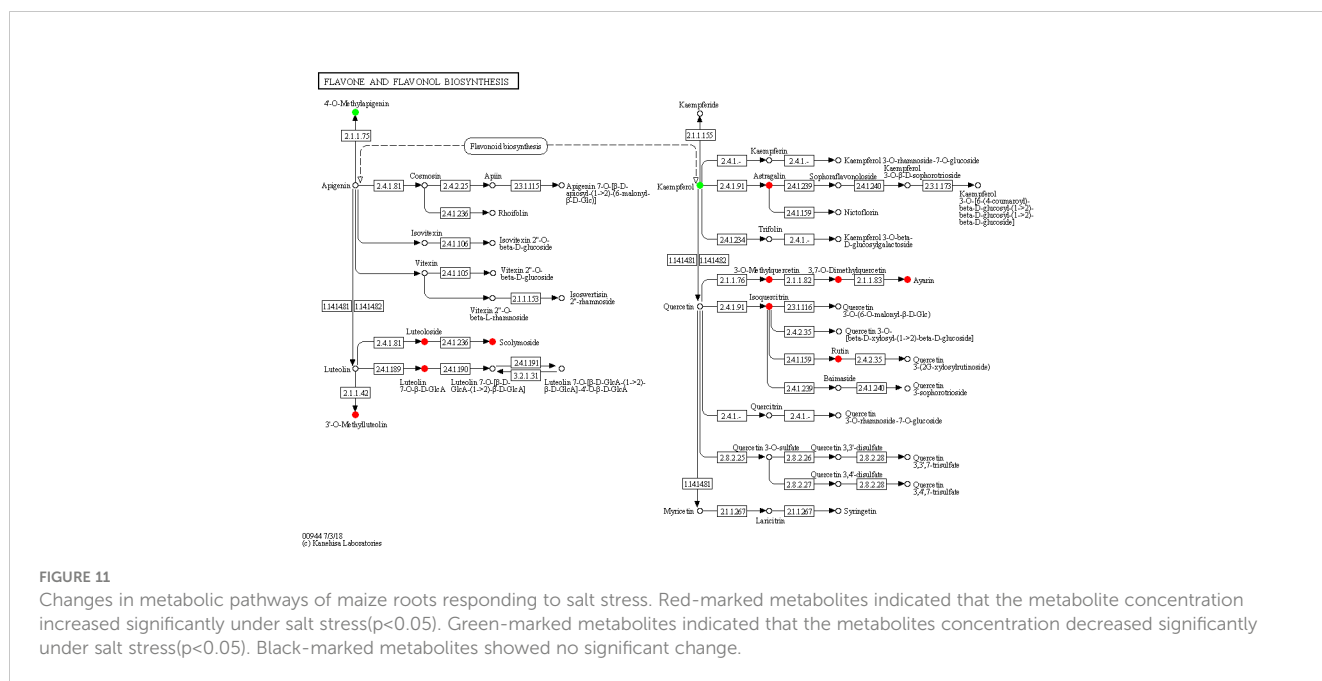 FLAVONE AND FLAVONOL BIOSYNTHESIS
4'-O-Methylapigenin
2.1.1.75
Flavonoid biosynthesis
Apigenin
2.4.1.81
Cosmosin
2.4.2.25
Apiin
2.3.1.115
Apigenin 7-O-[β-D-
apiosyl-(1->2)-(6-malonyl-
β-D-Glc)]
2.4.1.236
Rhoifolin
Isovitexin
2.4.1.106
Isovitexin 2"-O-
beta-D-glucoside
Vitexin
2.4.1.105
Vitexin 2"-O-
beta-D-glucoside
2.1.1.153
Isoswertisin
2"-rhamnoside
Vitexin 2"-O-
beta-L-rhamnoside
1.14.14.81
1.14.14.82
Luteoloside
2.4.1.81
2.4.1.236
Scolymoside
Luteolin
2.4.1.189
2.4.1.190
2.4.1.191
3.2.1.31
Luteolin
7-O-β-D-GlcA
Luteolin 7-O-[β-D-
GlcA-(1->2)-β-D-GlcA]
Luteolin 7-O-[β-D-GlcA-(1->2)-
β-D-GlcA]-4'-O-β-D-GlcA
2.1.1.42
3'-O-Methylluteolin
Kaempferide
2.1.1.155
Kaempferin
2.4.1.-
2.4.1.-
Kaempferol 3-O-rhamnoside-7-O-glucoside
Kaempferol
2.4.1.91
Astragalin
2.4.1.239
Sophoraflavonoloside
2.4.1.240
Kaempferol
3-O-β-D-sophorotrioside
2.3.1.173
Kaempferol
3-O-[6-(4-coumaroyl)-
beta-D-glucosyl-(1->2)-
beta-D-glucosyl-(1->2)-
beta-D-glucoside]
2.4.1.159
Nictoflorin
Trifolin
2.4.1.234
2.4.1.-
Kaempferol 3-O-beta-
D-glucosylgalactoside
1.14.14.81
1.14.14.82
3-O-Methylquercetin
3,7-O-Dimethylquercetin
2.1.1.76
2.1.1.82
2.1.1.83
Ayarin
Quercetin
2.4.1.91
Isoquercitrin
2.3.1.116
Quercetin
3-O-(6-O-malonyl-β-D-Glc)
2.4.2.35
Quercetin 3-O-
[beta-D-xylosyl-(1->2)-beta-D-glucoside]
2.4.1.159
Rutin
2.4.2.35
Quercetin
3-(2G-xylosylrutinoside)
2.4.1.239
Baimaside
2.4.1.240
Quercetin
3-sophorotrioside
Quercitrin
2.4.1.-
2.4.1.-
Quercetin
3-O-rhamnoside-7-O-glucoside
Quercetin 3-O-sulfate
Quercetin 3,3'-disulfate
2.8.2.25
2.8.2.26
2.8.2.28
Quercetin
3,3',7-trisulfate
Quercetin 3,4'-disulfate
2.8.2.27
2.8.2.28
Quercetin
3,4',7-trisulfate
1.14.14.81
Myricetin
2.1.1.267
Laricitrin
2.1.1.267
Syringetin
00944 7/3/18
(c) Kanehisa Laboratories
FIGURE 11
Changes in metabolic pathways of maize roots responding to salt stress. Red-marked metabolites indicated that the metabolite concentration
increased significantly under salt stress(p<0.05). Green-marked metabolites indicated that the metabolites concentration decreased significantly
under salt stress(p<0.05). Black-marked metabolites showed no significant change.